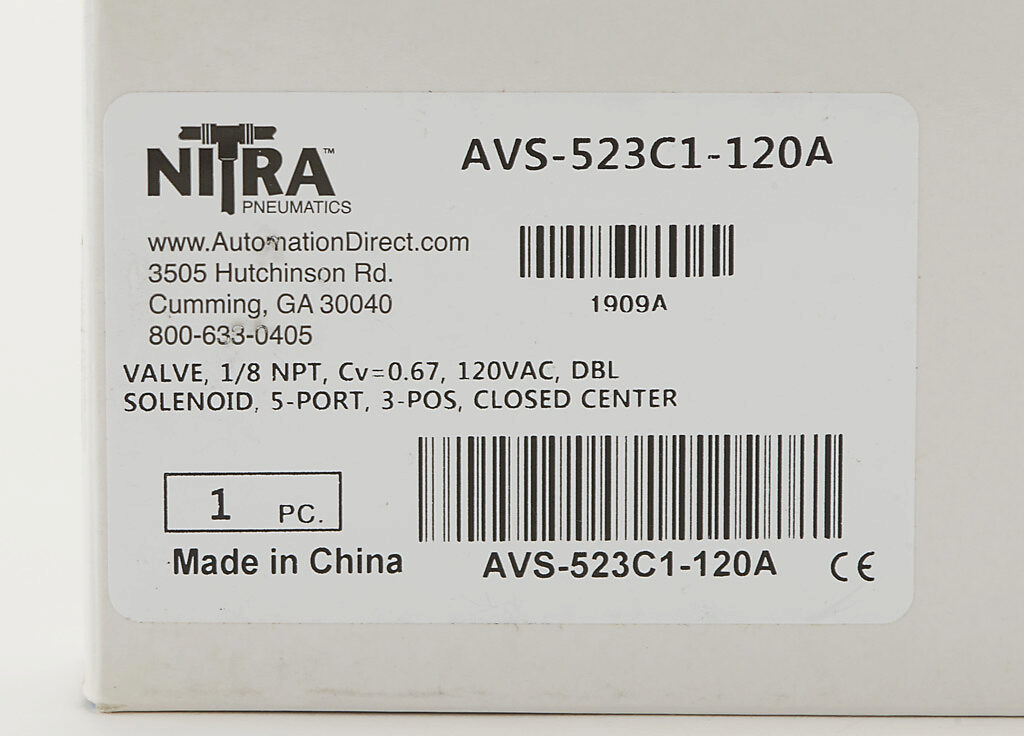 NITRA™
PNEUMATICS
AVS-523C1-120A
www.AutomationDirect.com
3505 Hutchinson Rd.
Cumming, GA 30040
800-633-0405
1909A
VALVE, 1/8 NPT, Cv=0.67, 120VAC, DBL
SOLENOID, 5-PORT, 3-POS, CLOSED CENTER
1 PC.
Made in China
AVS-523C1-120A
CE